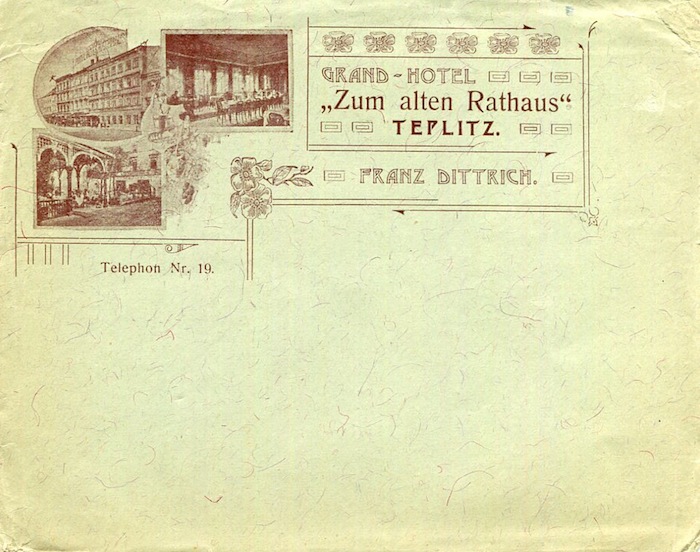 GRAND-HOTEL
„Zum alten Rathaus“
TEPLITZ.
FRANZ DITTRICH.
Telephon Nr. 19.